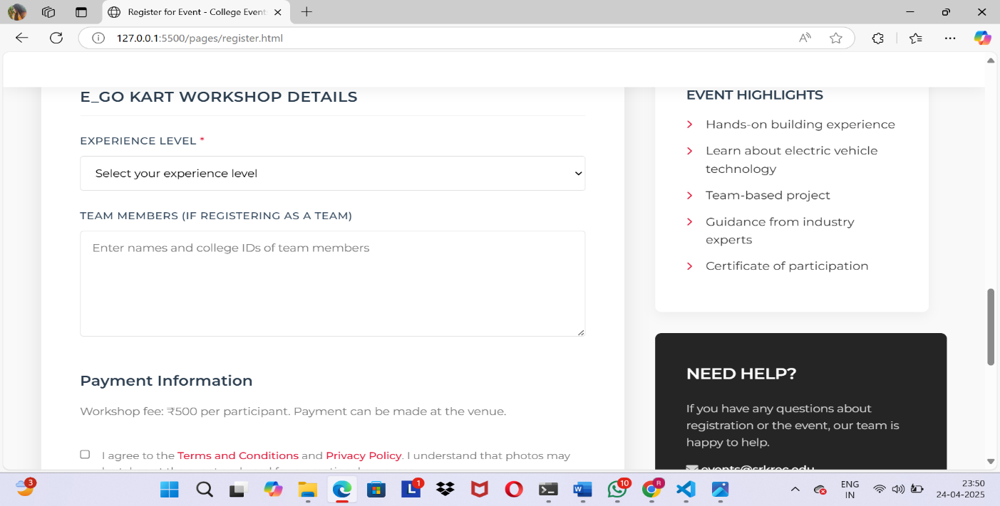 Register for Event - College Event
127.0.0.1:5500/pages/register.html
E_GO KART WORKSHOP DETAILS
EXPERIENCE LEVEL *
Select your experience level
TEAM MEMBERS (IF REGISTERING AS A TEAM)
Enter names and college IDs of team members
Payment Information
Workshop fee: ₹500 per participant. Payment can be made at the venue.
I agree to the Terms and Conditions and Privacy Policy. I understand that photos may
EVENT HIGHLIGHTS
Hands-on building experience
Learn about electric vehicle
technology
Team-based project
Guidance from industry
experts
Certificate of participation
NEED HELP?
If you have any questions about
registration or the event, our team is
happy to help.
events@srkrec.edu
3
1
10
R
ENG
IN
23:50
24-04-2025